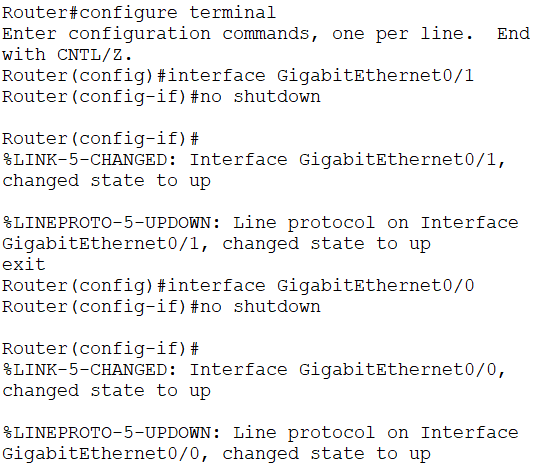 Router#configure terminal
Enter configuration commands, one per line.  End
with CNTL/Z.
Router(config)#interface GigabitEthernet0/1
Router(config-if)#no shutdown

Router(config-if)#
%LINK-5-CHANGED: Interface GigabitEthernet0/1,
changed state to up

%LINEPROTO-5-UPDOWN: Line protocol on Interface
GigabitEthernet0/1, changed state to up
exit
Router(config)#interface GigabitEthernet0/0
Router(config-if)#no shutdown

Router(config-if)#
%LINK-5-CHANGED: Interface GigabitEthernet0/0,
changed state to up

%LINEPROTO-5-UPDOWN: Line protocol on Interface
GigabitEthernet0/0, changed state to up